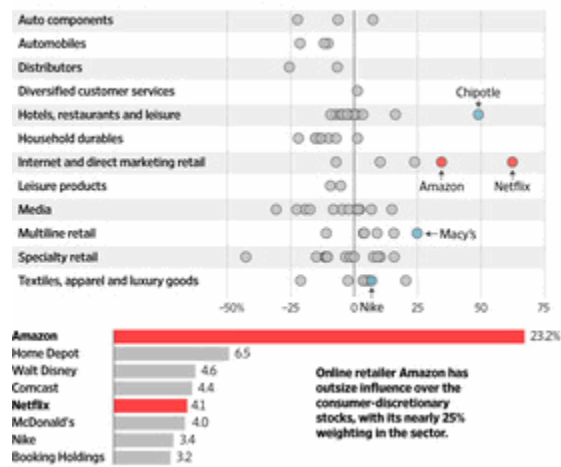 Auto components
Automobiles
Distributors
Diversified customer services
Chipotle
Hotels, restaurants and leisure
Household durables
Internet and direct marketing retail
Leisure products
Amazon
Netflix
Media
Multiline retail
Macy's
Specialty retail
Textiles, apparel and luxury goods
-50%
-25
0
Nike
25
50
75
Amazon 23.2%
Home Depot 6.5
Walt Disney 4.6
Comcast 4.4
Netflix 4.1
McDonald's 4.0
Nike 3.4
Booking Holdings 3.2
Online retailer Amazon has
outsize influence over the
consumer-discretionary
stocks, with its nearly 25%
weighting in the sector.